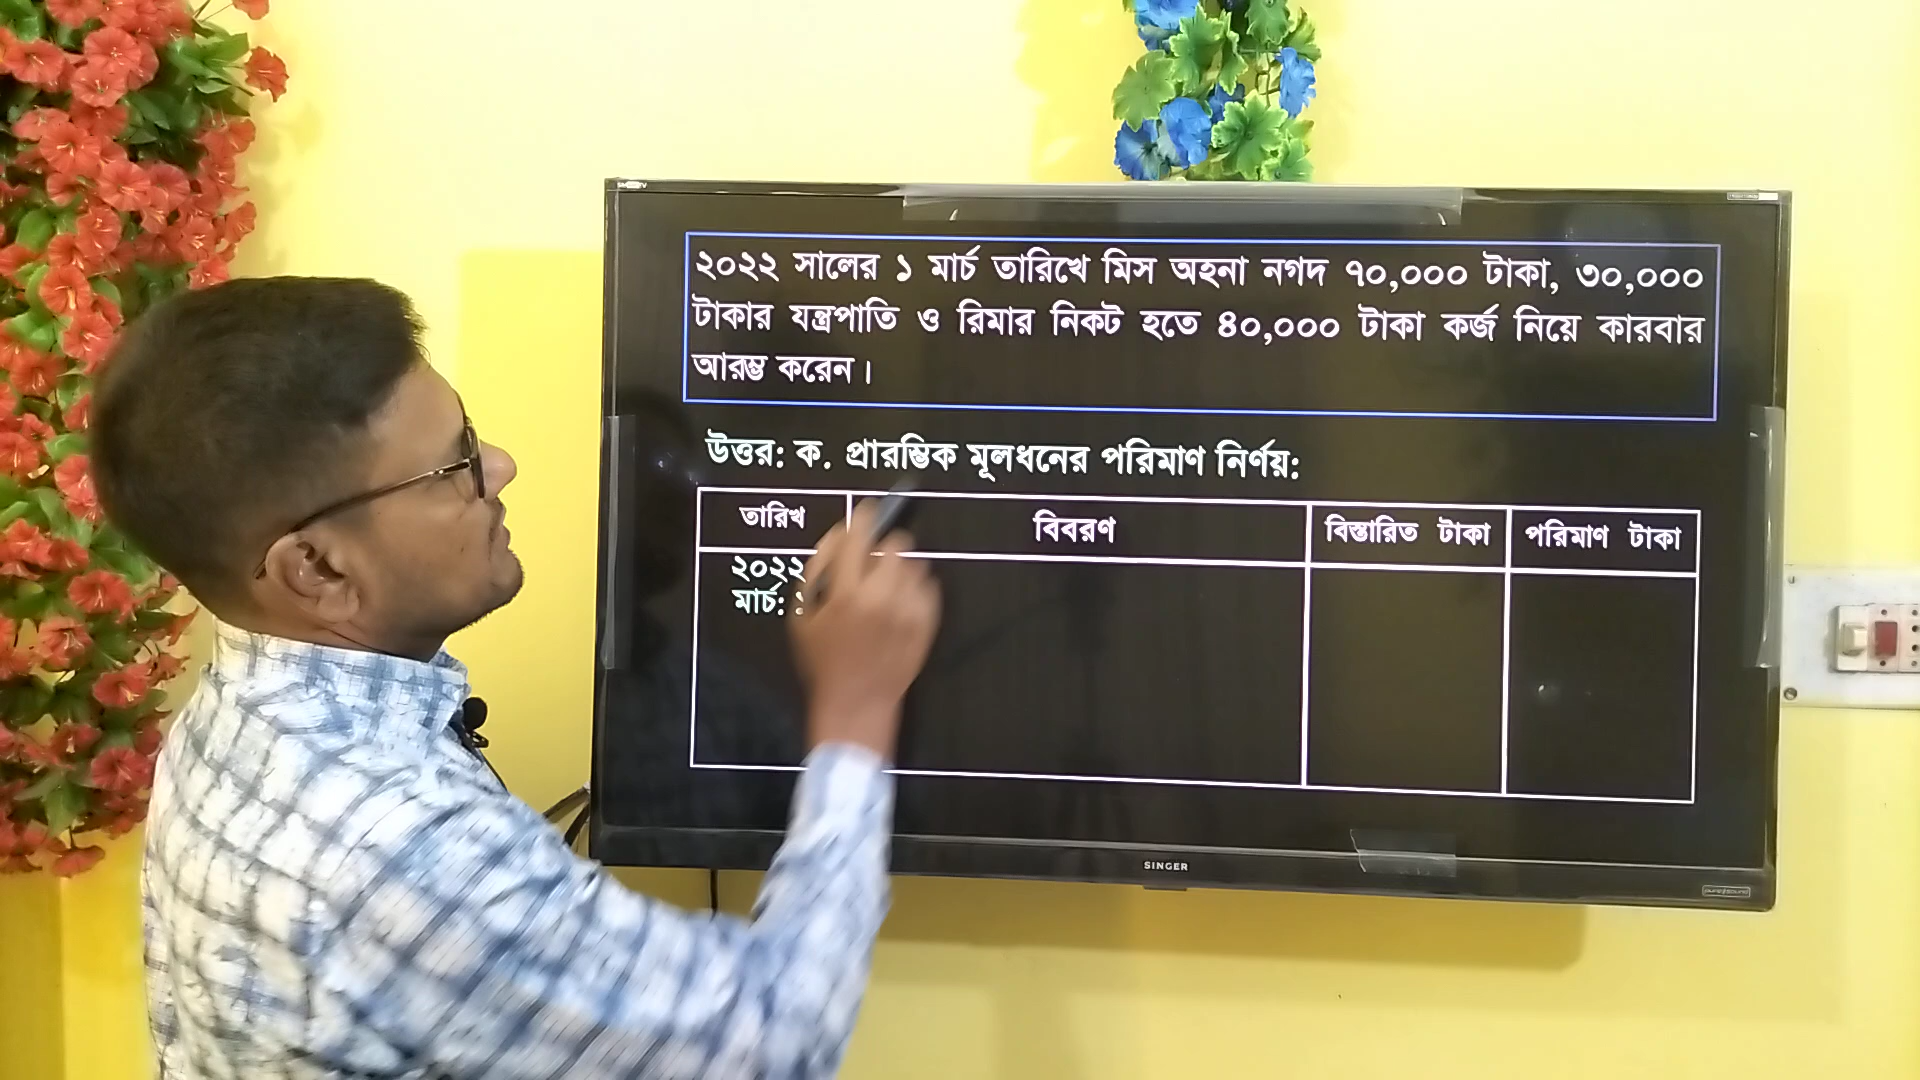 ২০২২ সালের ১ মার্চ তারিখে মিস অহনা নগদ ৭০,০০০ টাকা, ৩০,০০০
টাকার যন্ত্রপাতি ও রিমার নিকট হতে ৪০,০০০ টাকা কর্জ নিয়ে কারবার
আরম্ভ করেন।
উত্তর: ক. প্রারম্ভিক মূলধনের পরিমাণ নির্ণয়:
তারিখ বিবরণ বিস্তারিত টাকা পরিমাণ টাকা
২০২২
মার্চ:
SINGER